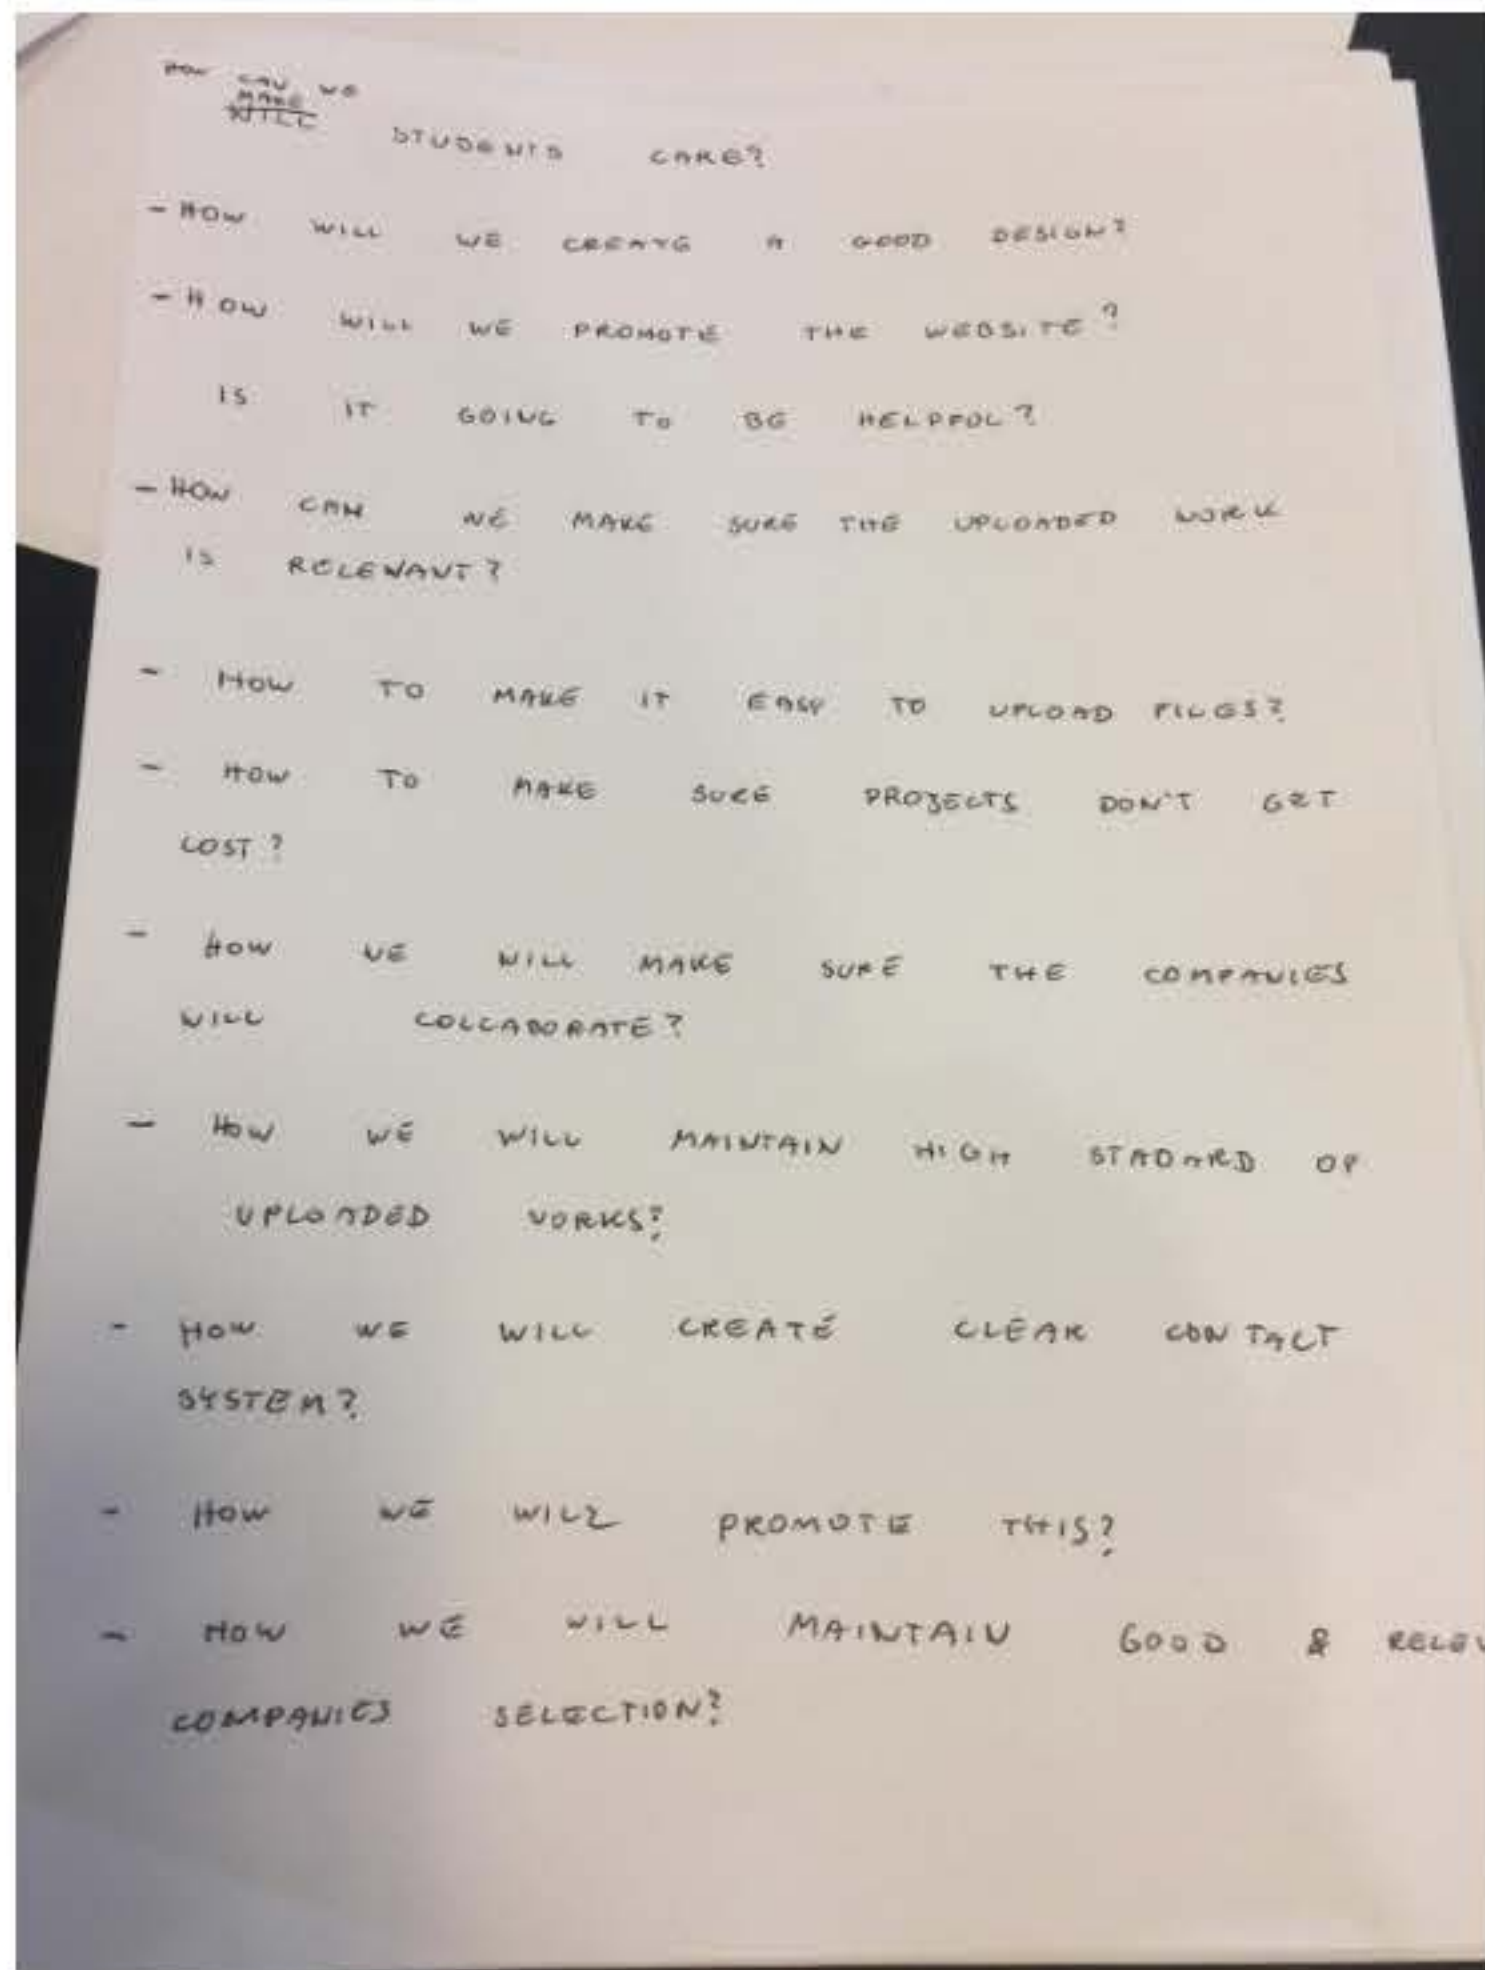 HOW CAN WE
MAKE
WILL
STUDENTS CARE?
- HOW WILL WE CREATE A GOOD DESIGN?
- HOW WILL WE PROMOTE THE WEBSITE?
IS IT GOING TO BE HELPFUL?
- HOW CAN WE MAKE SURE THE UPLOADED WORK
IS RELEVANT?
- HOW TO MAKE IT EASY TO UPLOAD FILES?
- HOW TO MAKE SURE PROJECTS DON'T GET
LOST?
- HOW WE WILL MAKE SURE THE COMPANIES
WILL COLLABORATE?
- HOW WE WILL MAINTAIN HIGH STADARD OF
UPLOADED WORKS?
- HOW WE WILL CREATE CLEAR CONTACT
SYSTEM?
- HOW WE WILL PROMOTE THIS?
- HOW WE WILL MAINTAIN GOOD & RELEV
COMPANIES SELECTION?